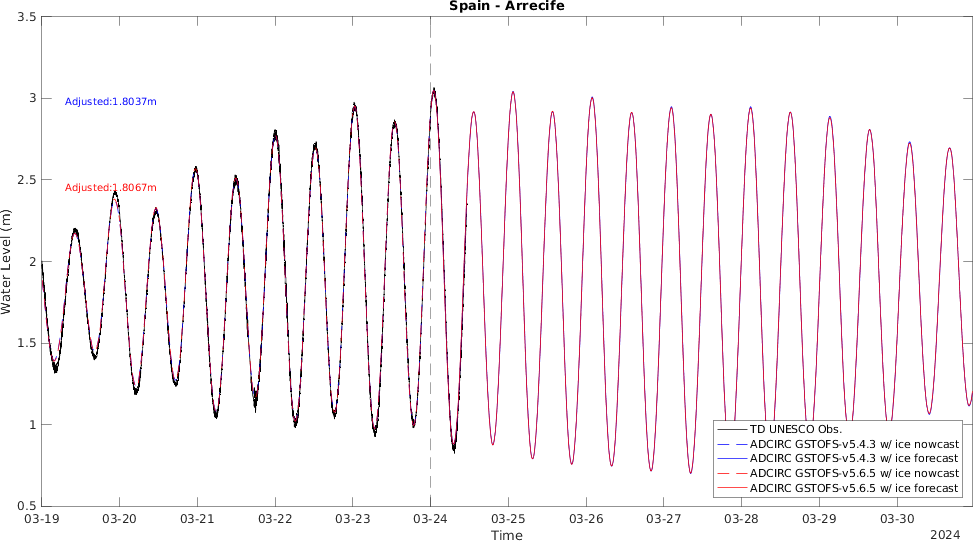 Spain - Arrecife
3.5
3
2.5
2
1.5
1
0.5
Water Level (m)
Adjusted:1.8037m
Adjusted:1.8067m
TD UNESCO Obs.
ADCIRC GSTOFS-v5.4.3 w/ ice nowcast
ADCIRC GSTOFS-v5.4.3 w/ ice forecast
ADCIRC GSTOFS-v5.6.5 w/ ice nowcast
ADCIRC GSTOFS-v5.6.5 w/ ice forecast
03-19 03-20 03-21 03-22 03-23 03-24 03-25 03-26 03-27 03-28 03-29 03-30
Time
2024